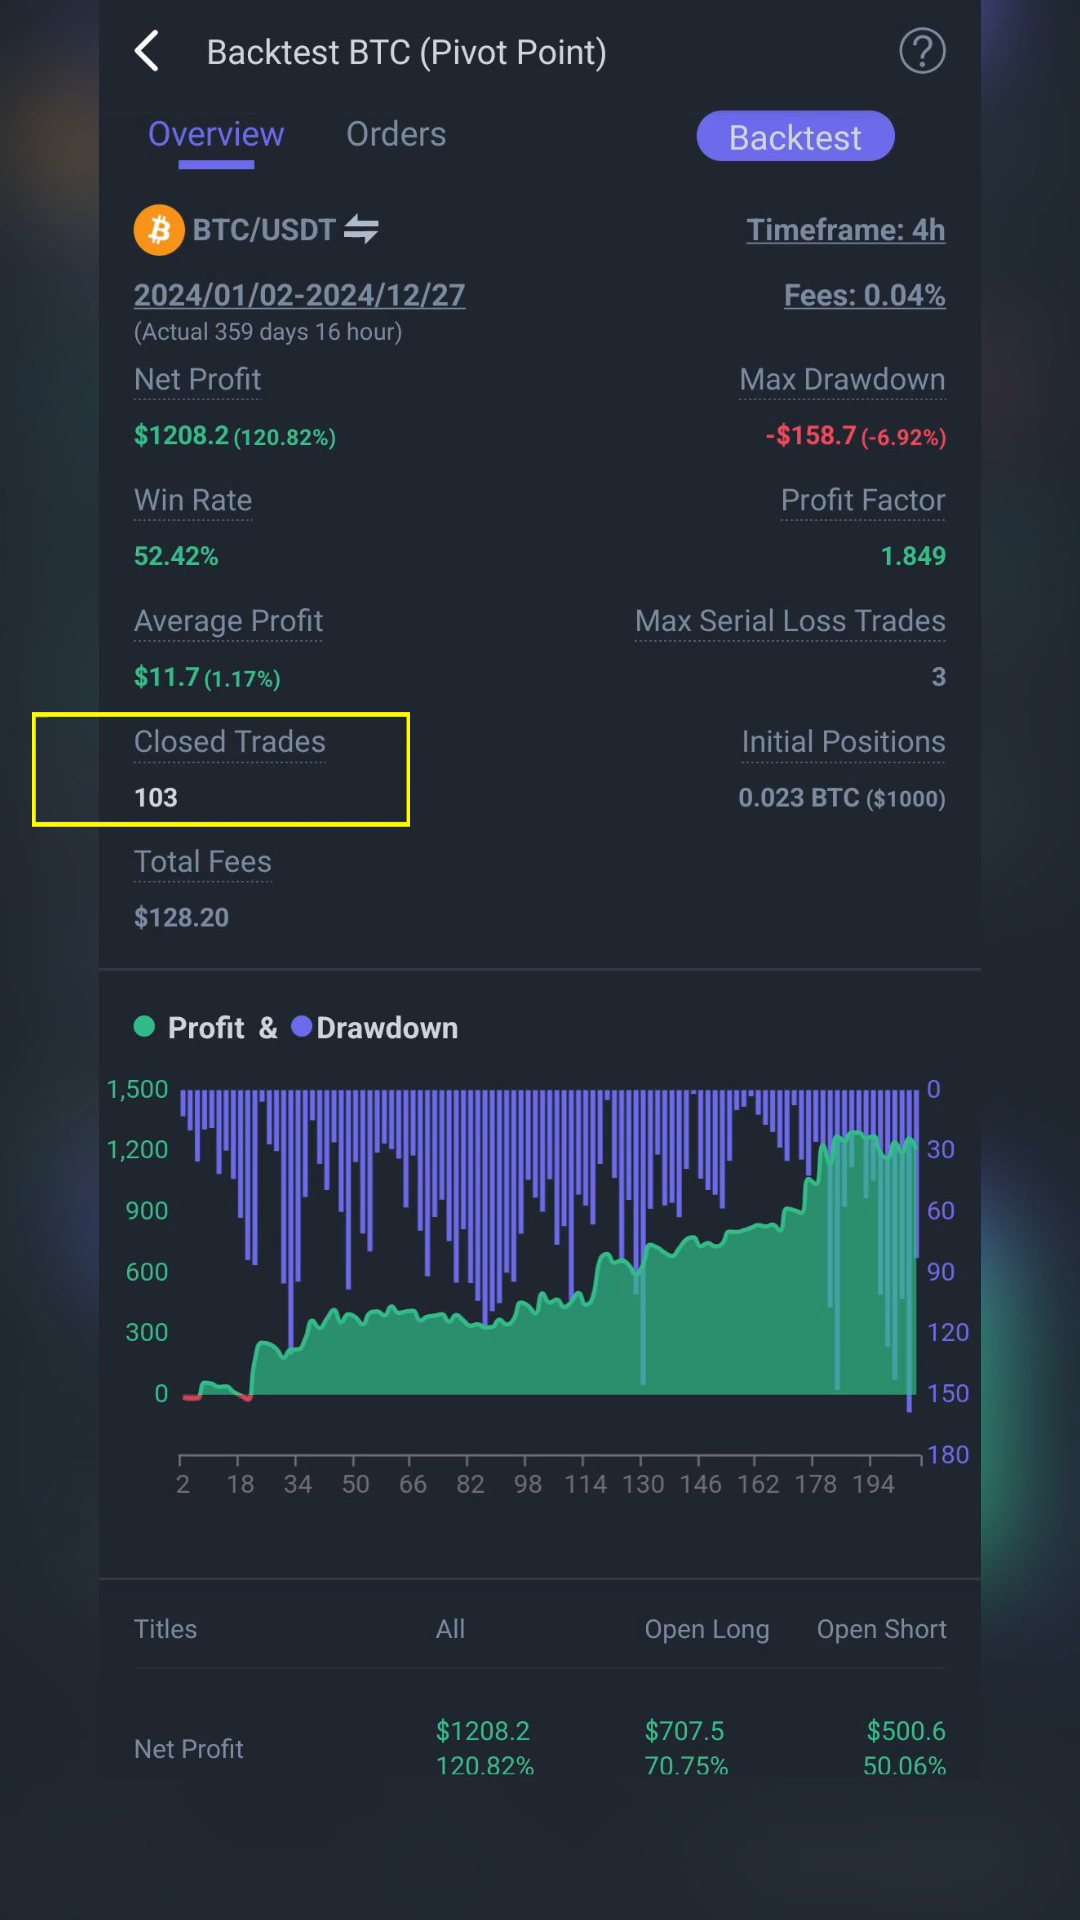 Backtest BTC (Pivot Point)
?
Overview Orders Backtest
BTC/USDT Timeframe: 4h
2024/01/02-2024/12/27 Fees: 0.04%
(Actual 359 days 16 hour)
Net Profit Max Drawdown
$1208.2 (120.82%) -$158.7 (-6.92%)
Win Rate Profit Factor
52.42% 1.849
Average Profit Max Serial Loss Trades
$11.7 (1.17%) 3
Closed Trades Initial Positions
103 0.023 BTC ($1000)
Total Fees
$128.20
Profit & Drawdown
1,500 0
1,200 30
900 60
600 90
300 120
0 150
180
2 18 34 50 66 82 98 114 130 146 162 178 194
Titles All Open Long Open Short
Net Profit $1208.2 $707.5 $500.6
120.82% 70.75% 50.06%